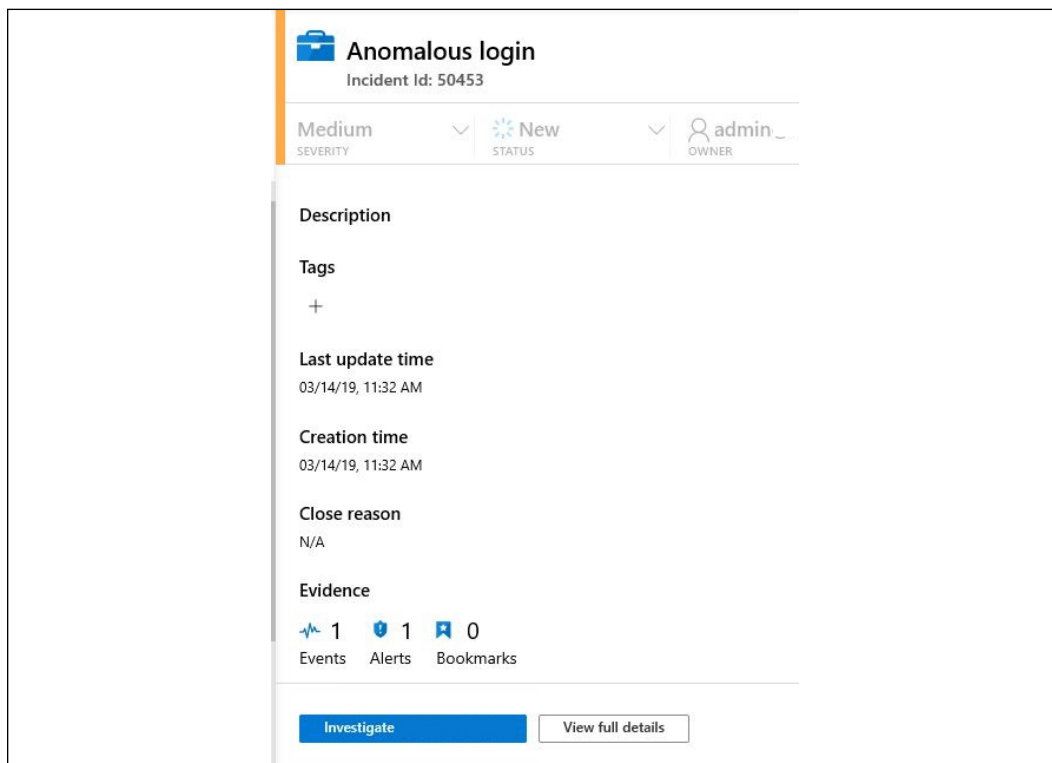 Anomalous login
Incident Id: 50453
Medium
SEVERITY
New
STATUS
admin
OWNER
Description
Tags
+
Last update time
03/14/19, 11:32 AM
Creation time
03/14/19, 11:32 AM
Close reason
N/A
Evidence
1 1 0
Events Alerts Bookmarks
Investigate View full details